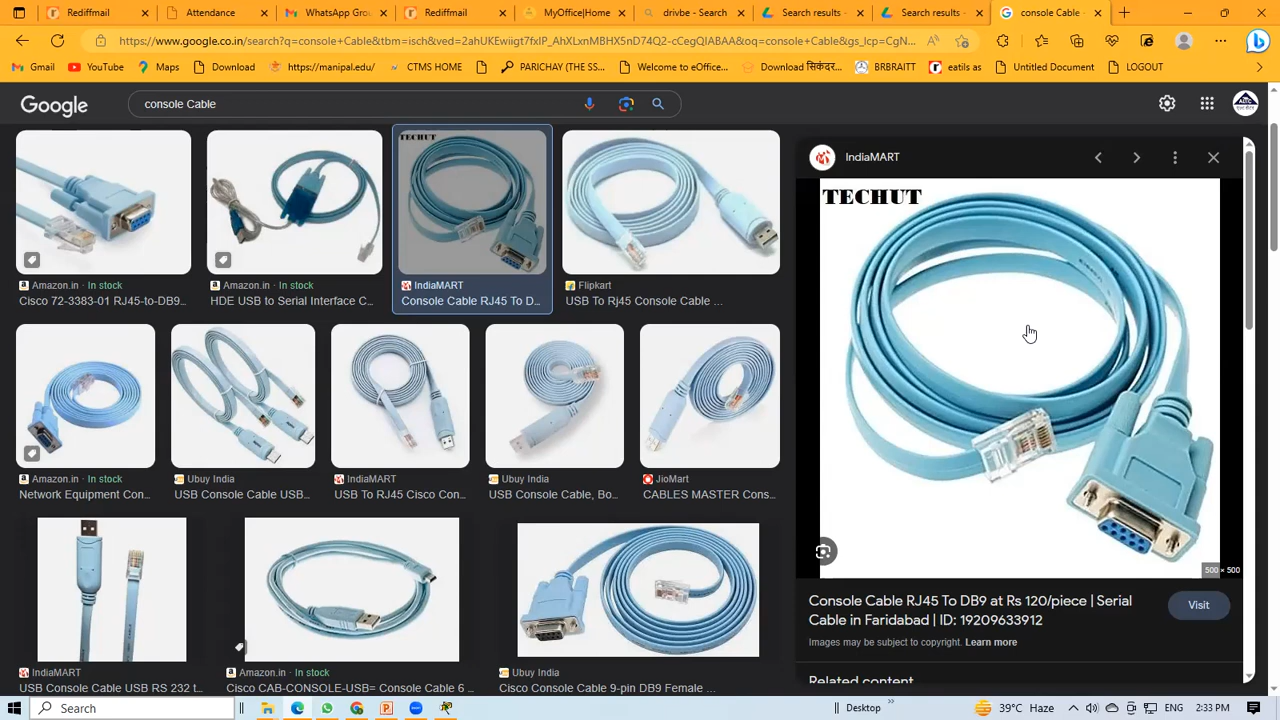 Rediffmail
Attendance
WhatsApp Grou
Rediffmail
MyOffice|Home
drivbe - Search
Search results -
Search results -
console Cable -
https://www.google.co.in/search?q=console+Cable&tbm=isch&ved=2ahUKEwiigt7fxIP_AhXLxnMBHX5nD74Q2-cCegQIABAA&oq=console+Cable&gs_lcp=CgN...
Gmail
YouTube
Maps
Download
https://manipal.edu/
CTMS HOME
PARICHAY (THE SS...
Welcome to eOffice...
Download सिकंदर...
BRBRAITT
eatils as
Untitled Document
LOGOUT
Google
console Cable
TECHUT
IndiaMART
TECHUT
Amazon.in · In stock
Cisco 72-3383-01 RJ45-to-DB9...
Amazon.in · In stock
HDE USB to Serial Interface C...
IndiaMART
Console Cable RJ45 To D...
Flipkart
USB To Rj45 Console Cable ...
Amazon.in · In stock
Network Equipment Con...
Ubuy India
USB Console Cable USB...
IndiaMART
USB To RJ45 Cisco Con...
Ubuy India
USB Console Cable, Bo...
JioMart
CABLES MASTER Cons...
500 × 500
Console Cable RJ45 To DB9 at Rs 120/piece | Serial
Cable in Faridabad | ID: 19209633912
Visit
Images may be subject to copyright. Learn more
Related content
IndiaMART
USB Console Cable USB RS 232 t...
Amazon.in · In stock
Cisco CAB-CONSOLE-USB= Console Cable 6 ...
Ubuy India
Cisco Console Cable 9-pin DB9 Female ...
Search
Desktop
39°C Haze
ENG
2:33 PM